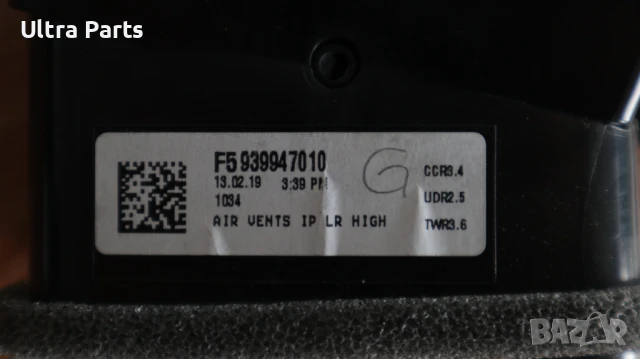 Ultra Parts
F5 939947010
13.02.19 3:39 PM
1034
AIR VENTS IP LR HIGH
G
CCR3.4
UDR2.5
TWR3.6
BAZAR
bg